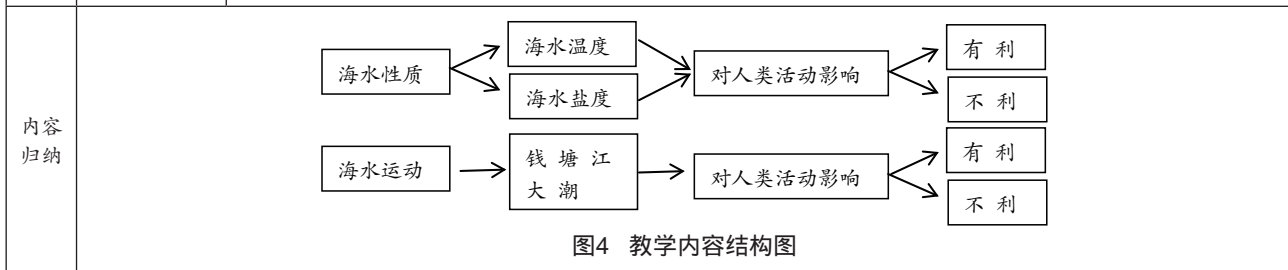 内容
归纳
海水性质
海水温度
海水盐度
对人类活动影响
有 利
不 利
海水运动
钱 塘 江
大 潮
对人类活动影响
有 利
不 利
图4 教学内容结构图